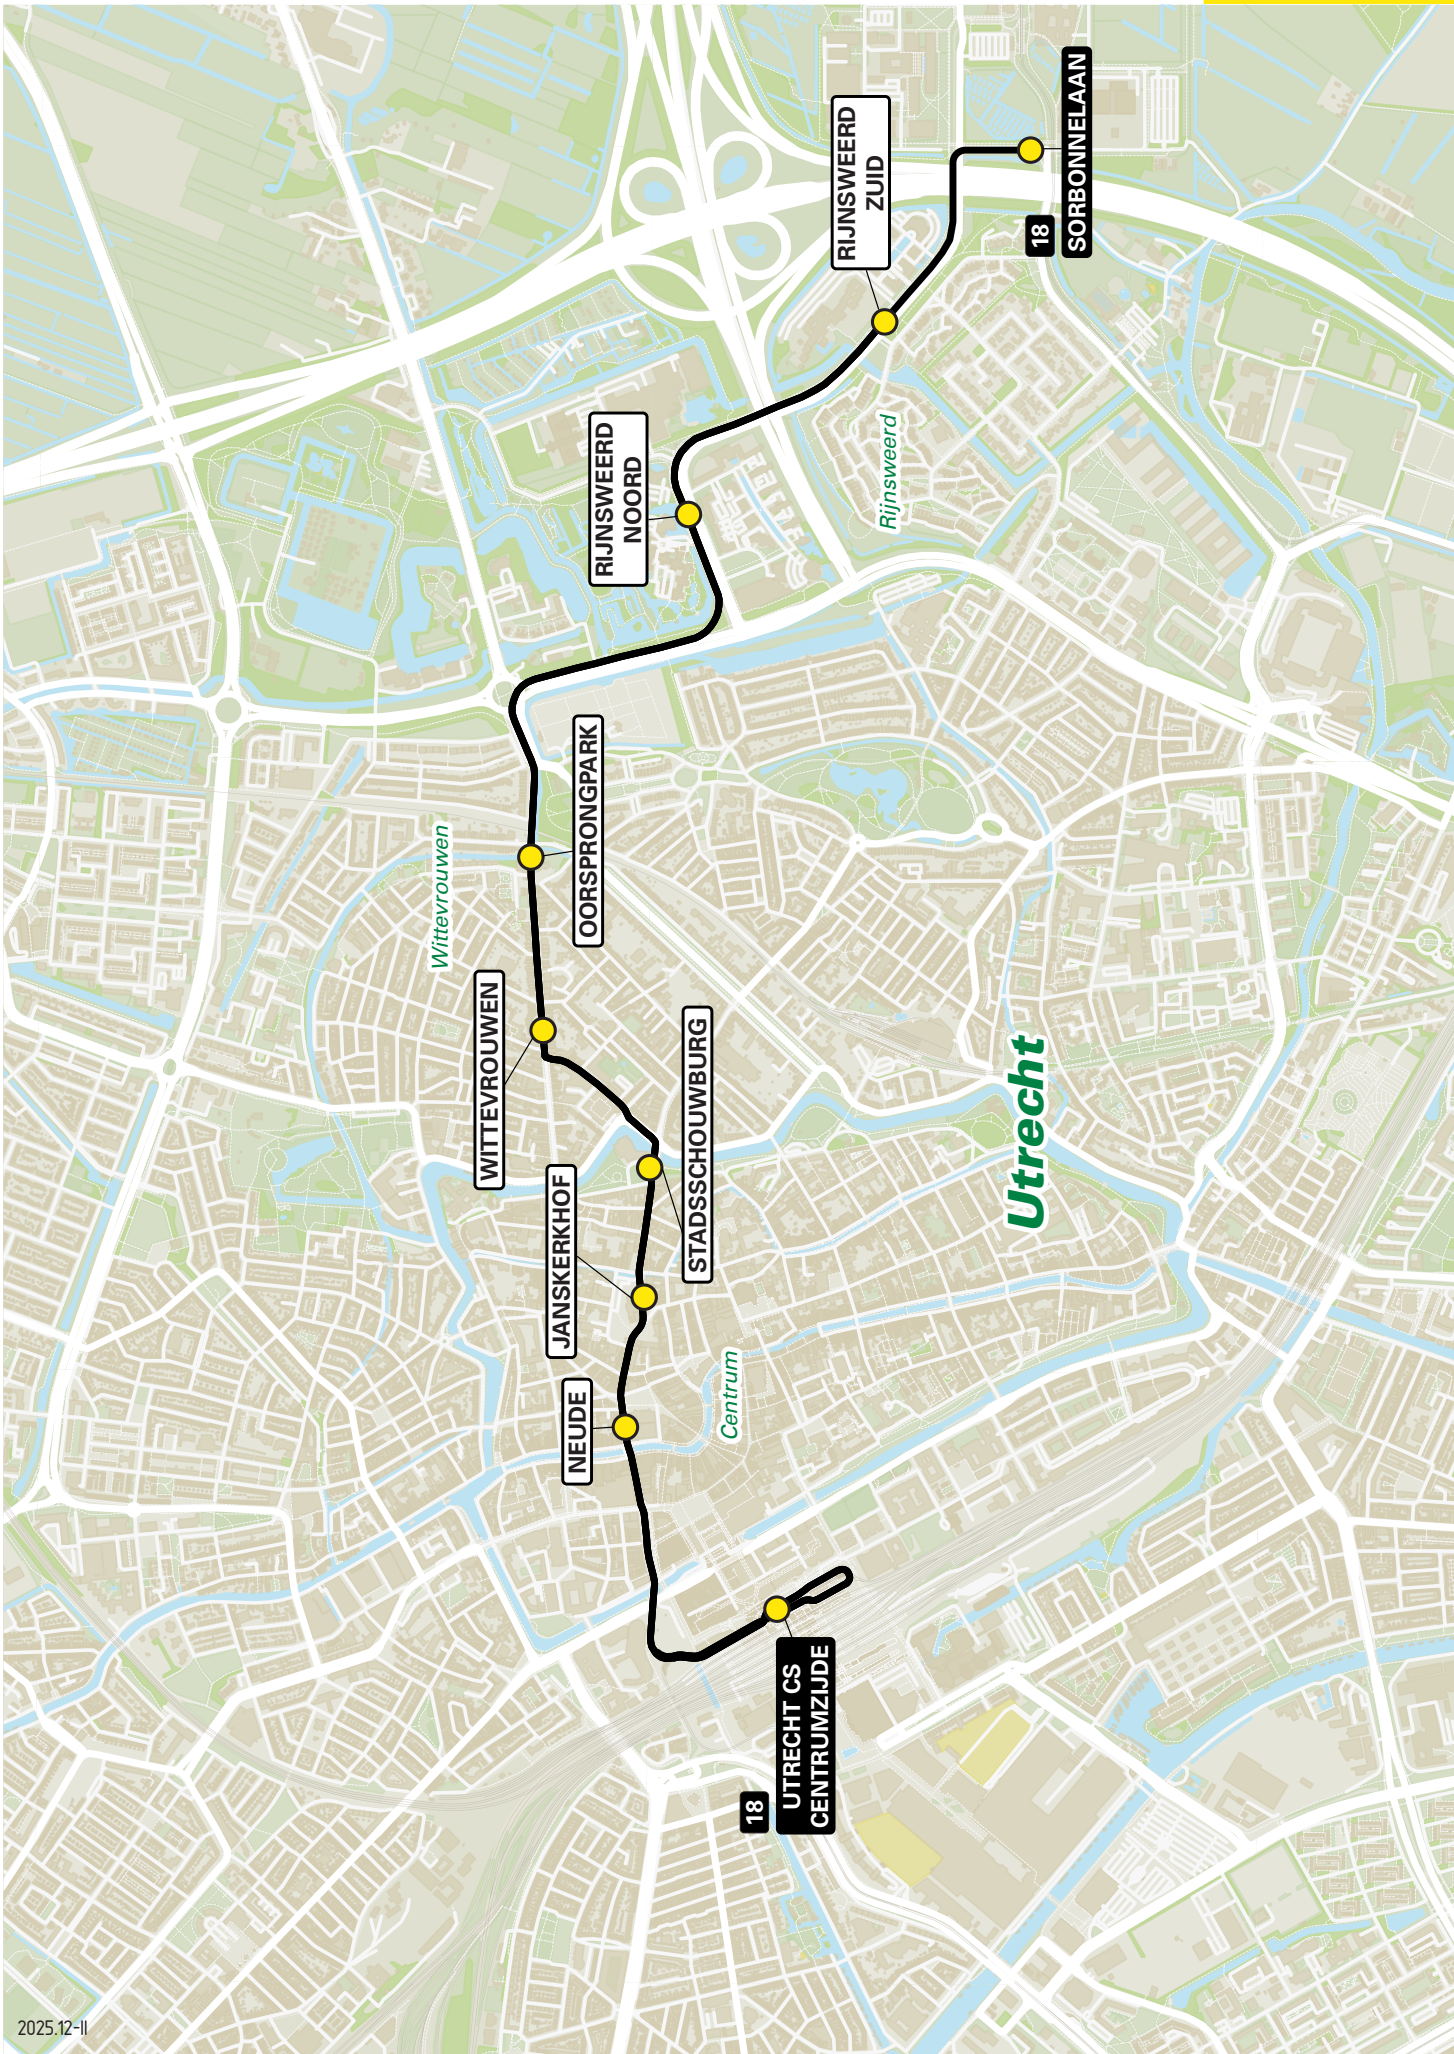 18
UTRECHT CS
CENTRUMZIJDE
NEUDE
JANSKERKHOF
STADSSCHOUWBURG
WITTEVROUWEN
OORSPRONGPARK
RIJNSWEERD
NOORD
RIJNSWEERD
ZUID
18
SORBONNELAAN
Wittevrouwen
Centrum
Rijnsweerd
Utrecht
2025.12-II